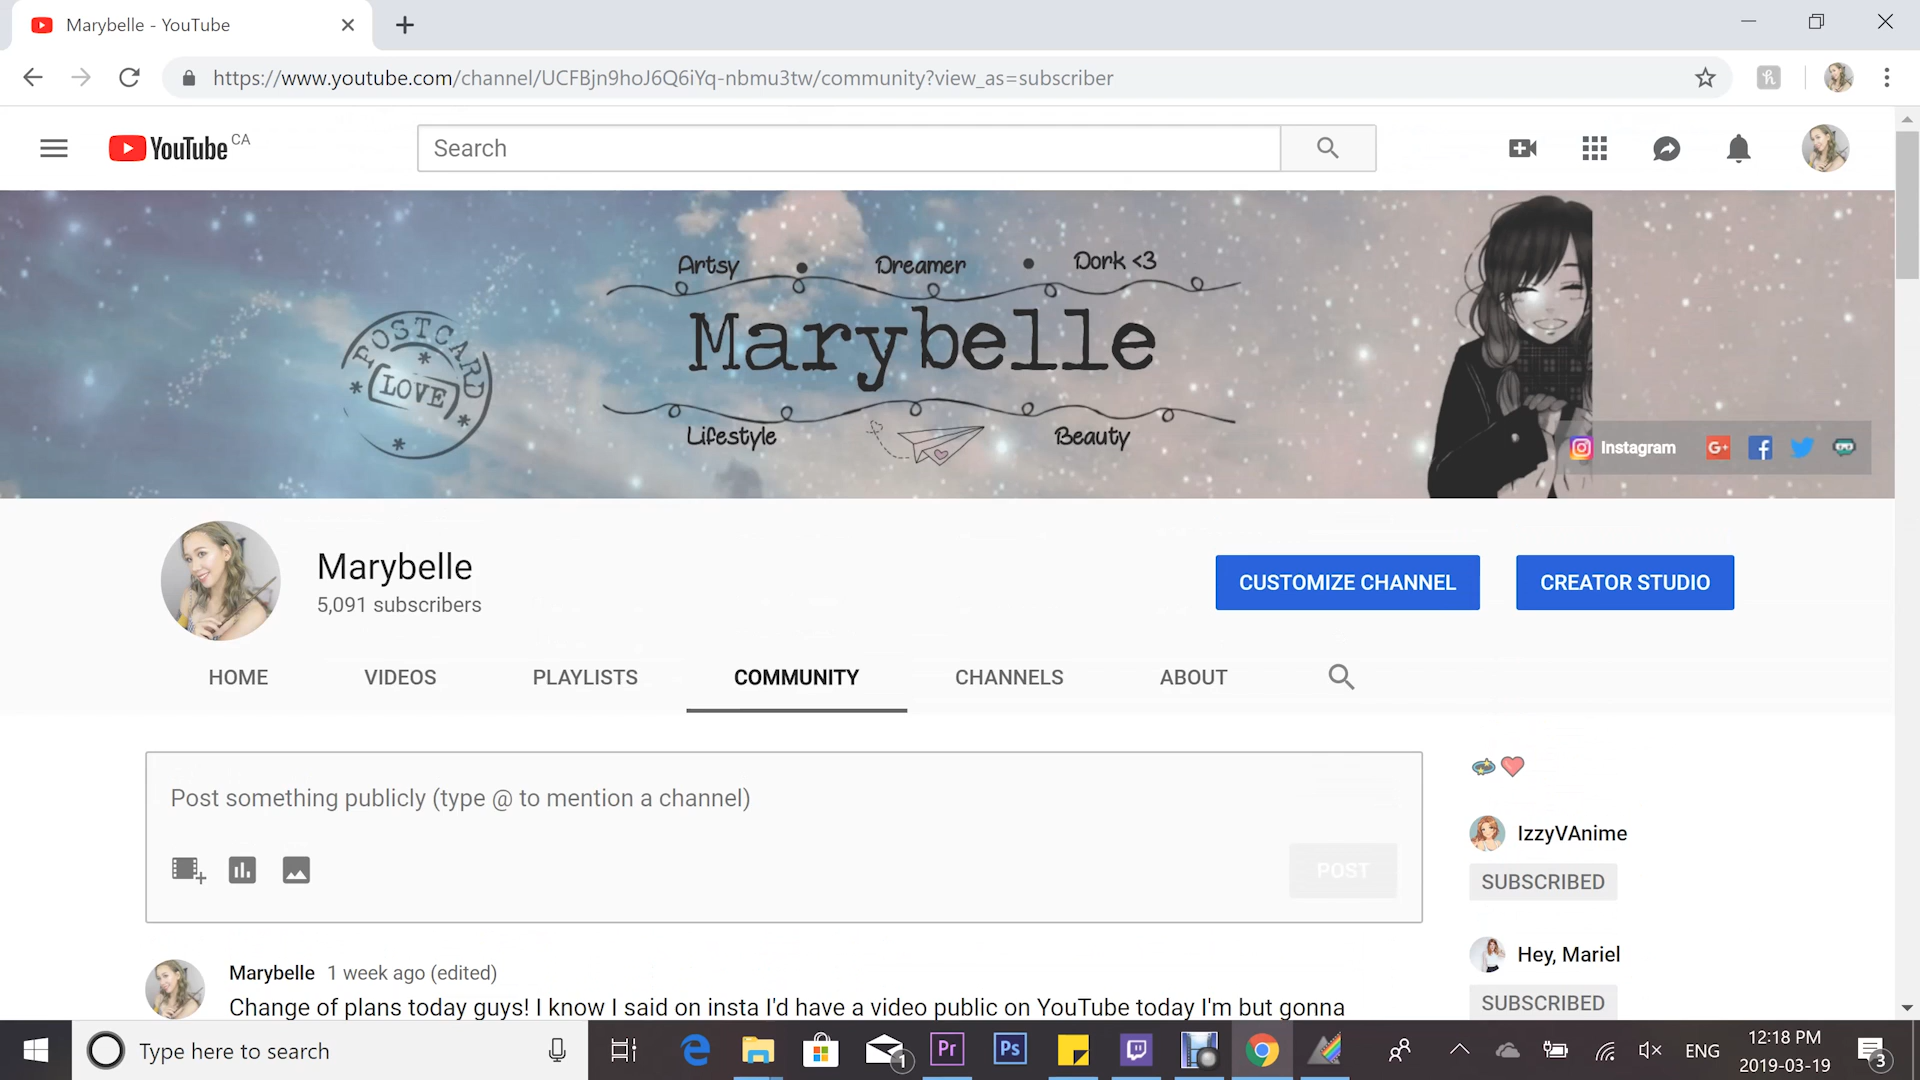 Marybelle - YouTube
https://www.youtube.com/channel/UCFBjn9hoJ6Q6iYq-nbmu3tw/community?view_as=subscriber
YouTube CA
Search
Artsy • Dreamer • Dork <3
Marybelle
POSTCARD
LOVE
Lifestyle
Beauty
Instagram
G+
Marybelle
5,091 subscribers
CUSTOMIZE CHANNEL
CREATOR STUDIO
HOME
VIDEOS
PLAYLISTS
COMMUNITY
CHANNELS
ABOUT
Post something publicly (type @ to mention a channel)
POST
IzzyVAnime
SUBSCRIBED
Hey, Mariel
SUBSCRIBED
Marybelle 1 week ago (edited)
Change of plans today guys! I know I said on insta I'd have a video public on YouTube today I'm but gonna
Type here to search
1
Pr
Ps
ENG
12:18 PM
2019-03-19
3